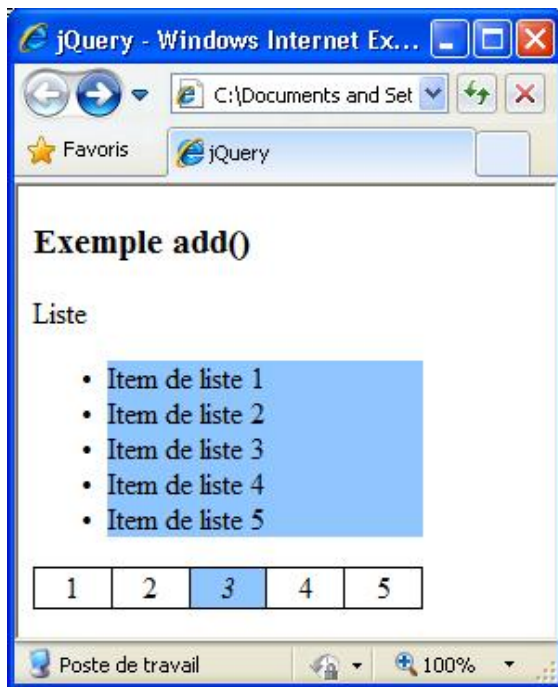 jQuery - Windows Internet Ex...
C:\Documents and Set
Favoris
jQuery
Exemple add()
Liste
• Item de liste 1
• Item de liste 2
• Item de liste 3
• Item de liste 4
• Item de liste 5
1 2 3 4 5
Poste de travail 100%